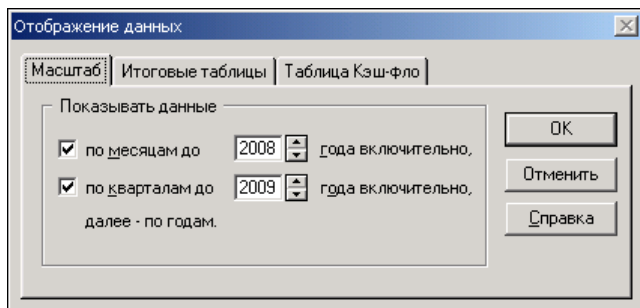 Отображение данных
Масштаб Итоговые таблицы Таблица Кэш-фло
Показывать данные
по месяцам до 2008 года включительно,
по кварталам до 2009 года включительно,
далее - по годам.
OK
Отменить
Справка